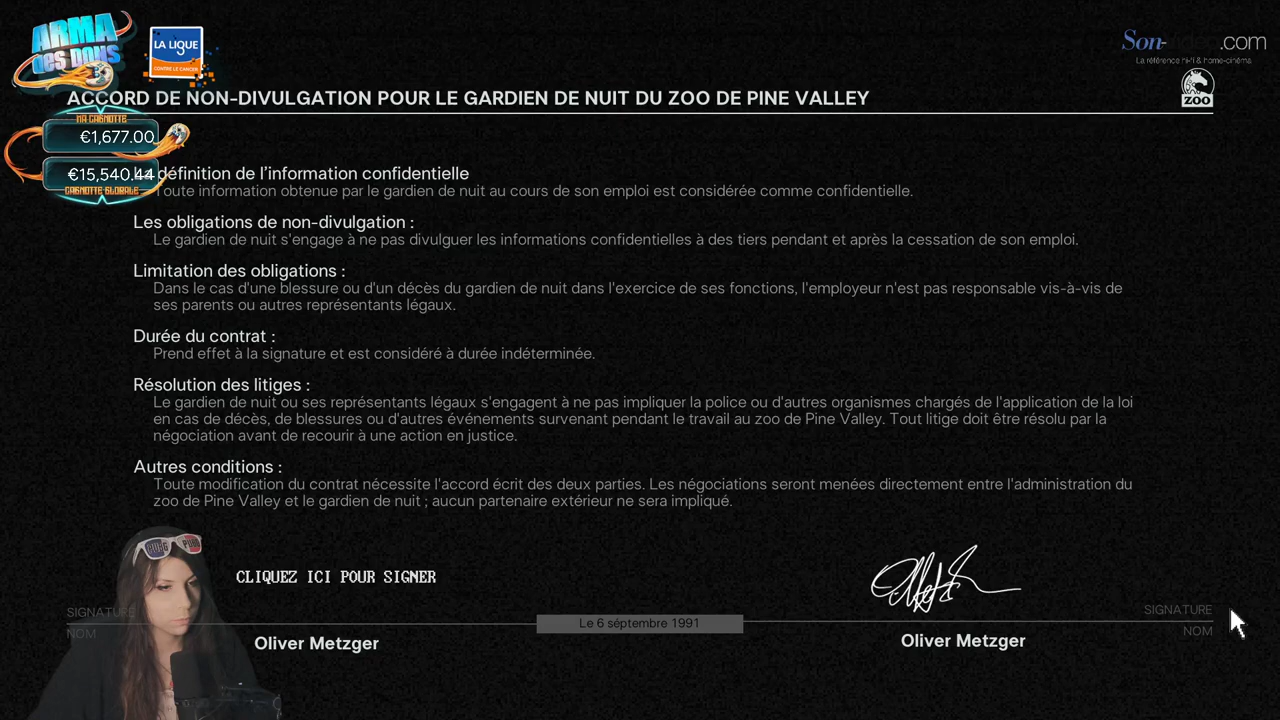 ARMA
des DONS
LA LIGUE
CONTRE LE CANCER
Son-Vidéo.com
La référence hi-fi & home-cinéma
ACCORD DE NON-DIVULGATION POUR LE GARDIEN DE NUIT DU ZOO DE PINE VALLEY
ZOO
MA CAGNOTTE
€1,677.00
€15,540.44
CAGNOTTE GLOBALE
définition de l'information confidentielle
Toute information obtenue par le gardien de nuit au cours de son emploi est considérée comme confidentielle.
Les obligations de non-divulgation :
Le gardien de nuit s'engage à ne pas divulguer les informations confidentielles à des tiers pendant et après la cessation de son emploi.
Limitation des obligations :
Dans le cas d'une blessure ou d'un décès du gardien de nuit dans l'exercice de ses fonctions, l'employeur n'est pas responsable vis-à-vis de
ses parents ou autres représentants légaux.
Durée du contrat :
Prend effet à la signature et est considéré à durée indéterminée.
Résolution des litiges :
Le gardien de nuit ou ses représentants légaux s'engagent à ne pas impliquer la police ou d'autres organismes chargés de l'application de la loi
en cas de décès, de blessures ou d'autres événements survenant pendant le travail au zoo de Pine Valley. Tout litige doit être résolu par la
négociation avant de recourir à une action en justice.
Autres conditions :
Toute modification du contrat nécessite l'accord écrit des deux parties. Les négociations seront menées directement entre l'administration du
zoo de Pine Valley et le gardien de nuit ; aucun partenaire extérieur ne sera impliqué.
PUBG PUBG
CLIQUEZ ICI POUR SIGNER
SIGNATURE
NOM
Oliver Metzger
Le 6 séptembre 1991
SIGNATURE
NOM
Oliver Metzger